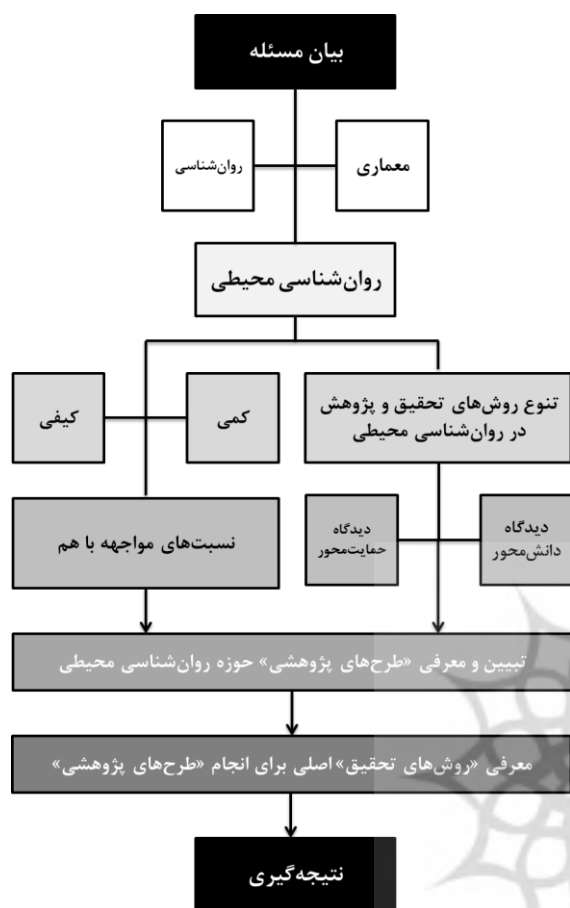 بیان مسئله
معماری
روان‌شناسی
روان‌شناسی محیطی
تنوع روش‌های تحقیق و پژوهش
در روان‌شناسی محیطی
کمی
کیفی
دیدگاه
دانش‌محور
دیدگاه
حمایت‌محور
نسبت‌های مواجهه با هم
تبیین و معرفی «طرح‌های پژوهشی» حوزه روان‌شناسی محیطی
معرفی «روش‌های تحقیق» اصلی برای انجام «طرح‌های پژوهشی»
نتیجه‌گیری